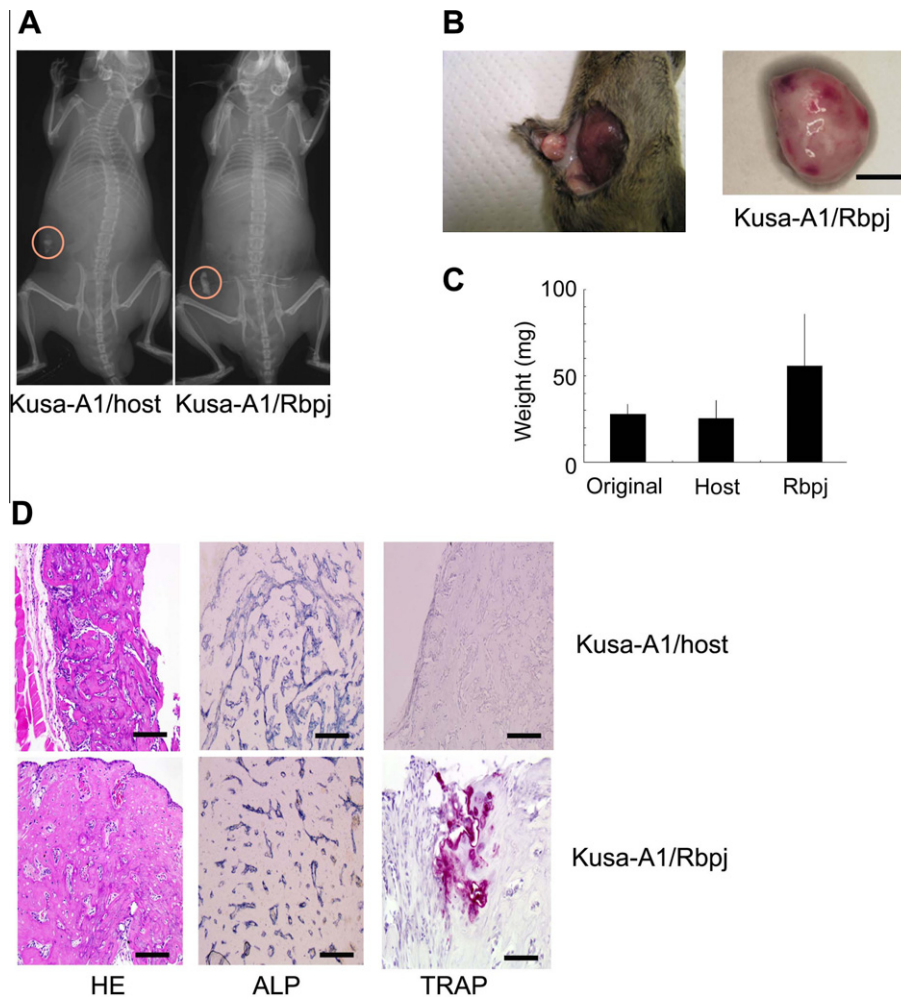 A
Kusa-A1/host
Kusa-A1/Rbpj
B
Kusa-A1/Rbpj
C
Weight (mg)
100
50
0
Original
Host
Rbpj
D
Kusa-A1/host
Kusa-A1/Rbpj
HE
ALP
TRAP